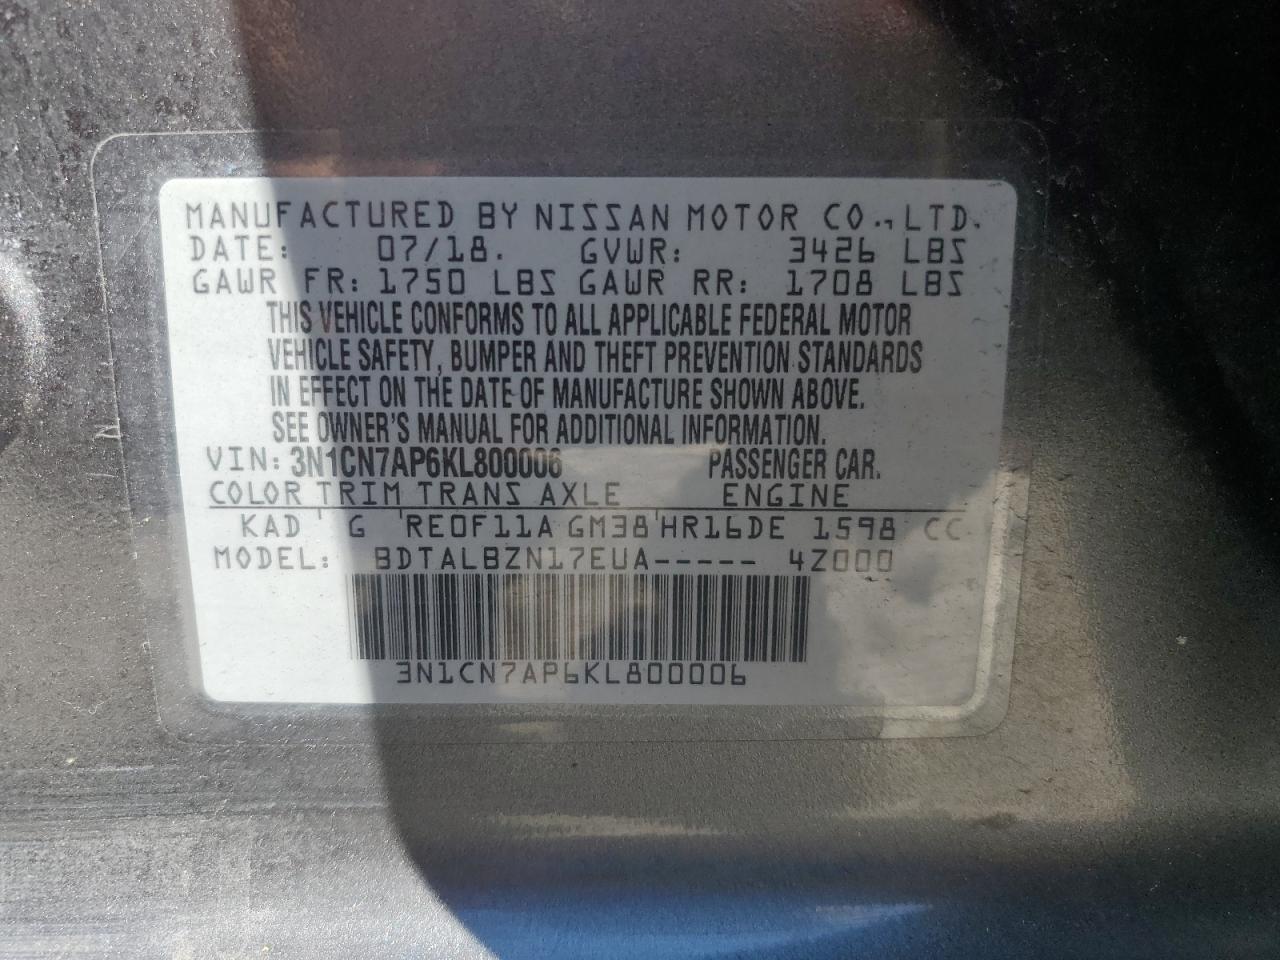 MANUFACTURED BY NISSAN MOTOR CO., LTD.
DATE: 07/18. GVWR: 3426 LBS
GAWR FR: 1750 LBS GAWR RR: 1708 LBS
THIS VEHICLE CONFORMS TO ALL APPLICABLE FEDERAL MOTOR
VEHICLE SAFETY, BUMPER AND THEFT PREVENTION STANDARDS
IN EFFECT ON THE DATE OF MANUFACTURE SHOWN ABOVE.
SEE OWNER'S MANUAL FOR ADDITIONAL INFORMATION.
VIN: 3N1CN7AP6KL800006 PASSENGER CAR.
COLOR TRIM TRANS AXLE ENGINE
KAD G RE0F11A GM38 HR16DE 1598 CC
MODEL: BDTALBZN17EUA----- 4Z000
3N1CN7AP6KL800006